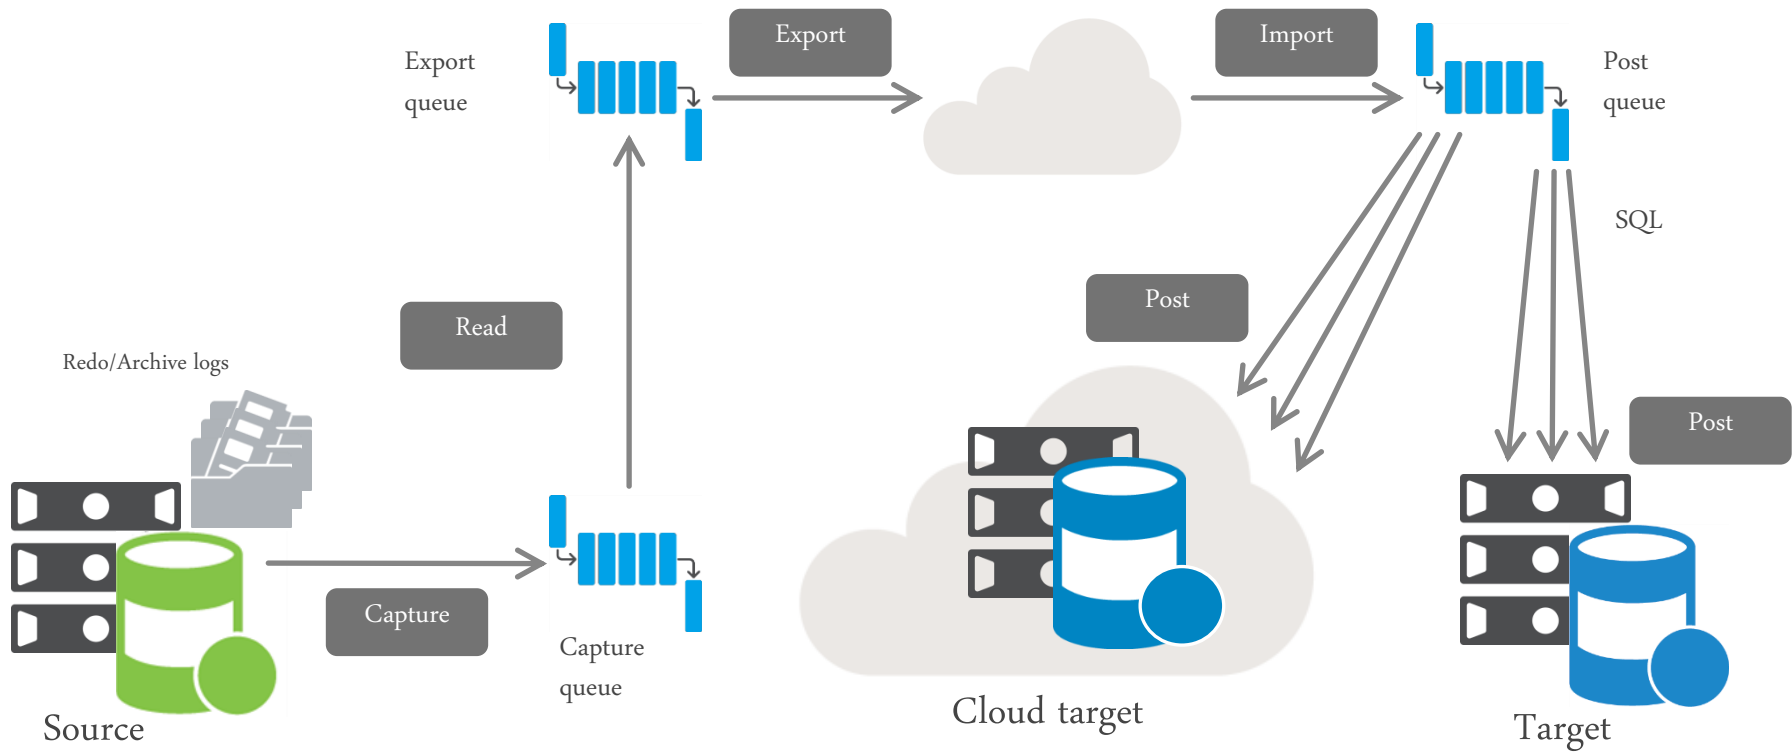 Export
queue
Export
Import
Post
queue
SQL
Post
Read
Redo/Archive logs
Post
Capture
Capture
queue
Source
Cloud target
Target